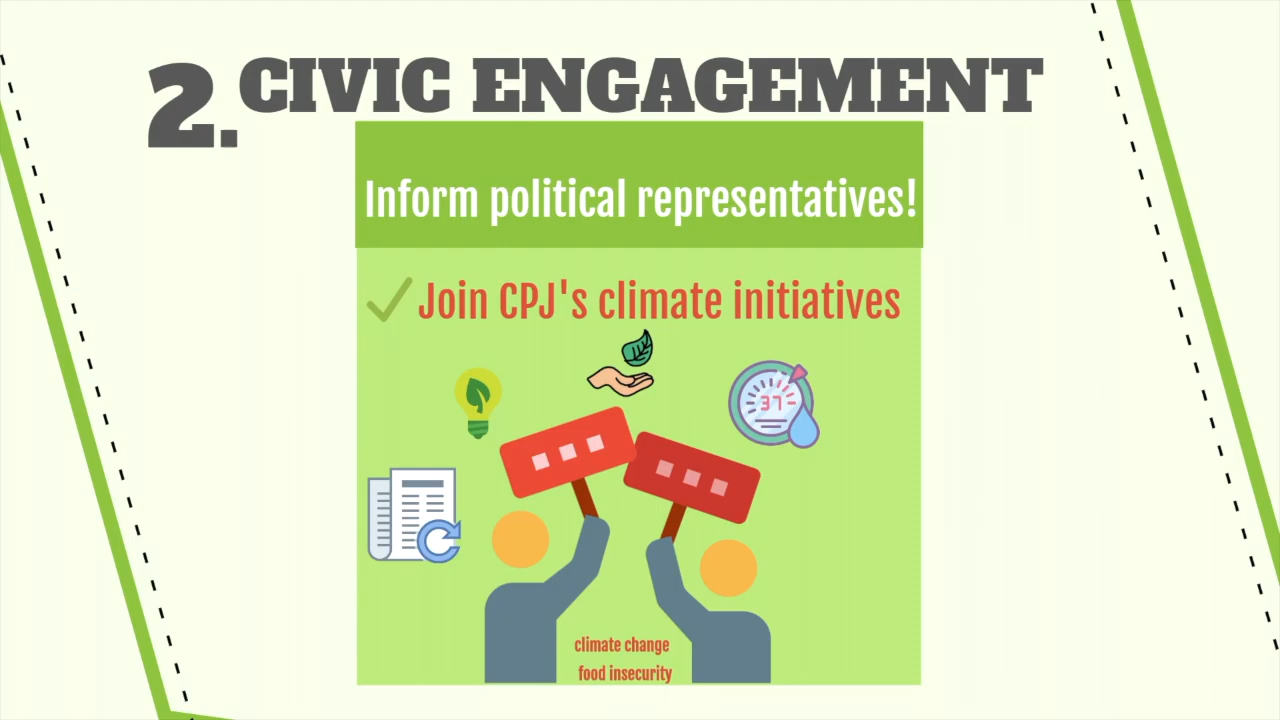 2. CIVIC ENGAGEMENT
Inform political representatives!
Join CPJ's climate initiatives
37
climate change
food insecurity